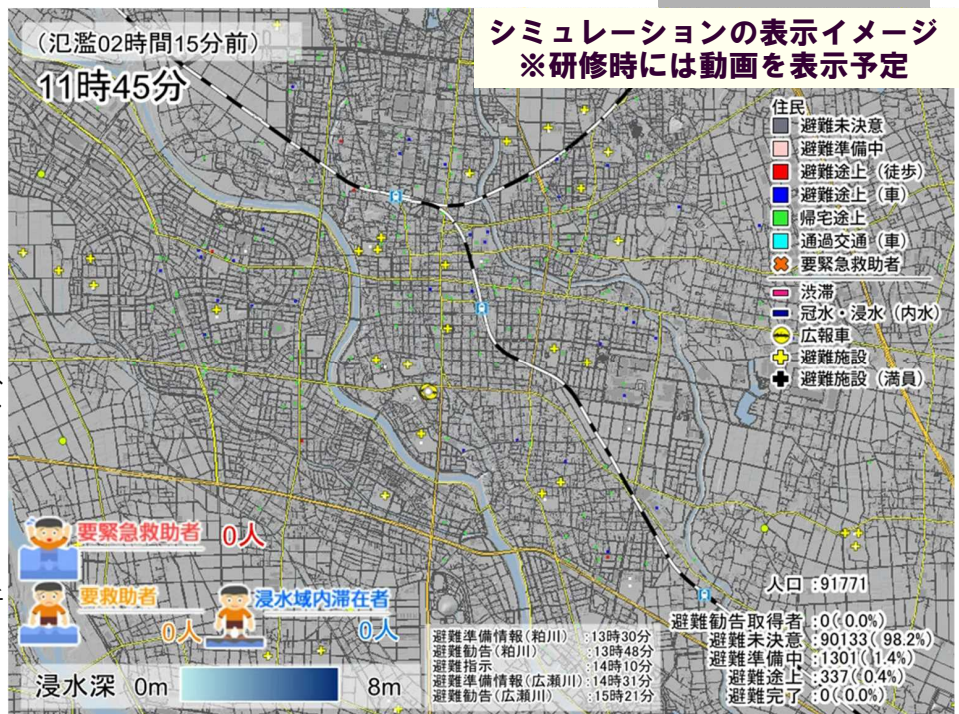 シミュレーションの表示イメージ
※研修時には動画を表示予定
（氾濫02時間15分前）
11時45分
住民
避難未決意
避難準備中
避難途上（徒歩）
避難途上（車）
帰宅途上
通過交通（車）
要緊急救助者
渋滞
冠水・浸水（内水）
広報車
避難施設
避難施設（満員）
要緊急救助者 0人
要救助者 0人
浸水域内滞在者 0人
浸水深 0m 8m
避難準備情報(粕川) :13時30分
避難勧告(粕川) :13時48分
避難指示 :14時10分
避難準備情報(広瀬川):14時31分
避難勧告(広瀬川) :15時21分
人口 :91771
避難勧告取得者 :0( 0.0%)
避難未決意 :90133( 98.2%)
避難準備中 :1301( 1.4%)
避難途上 :337( 0.4%)
避難完了 :0( 0.0%)